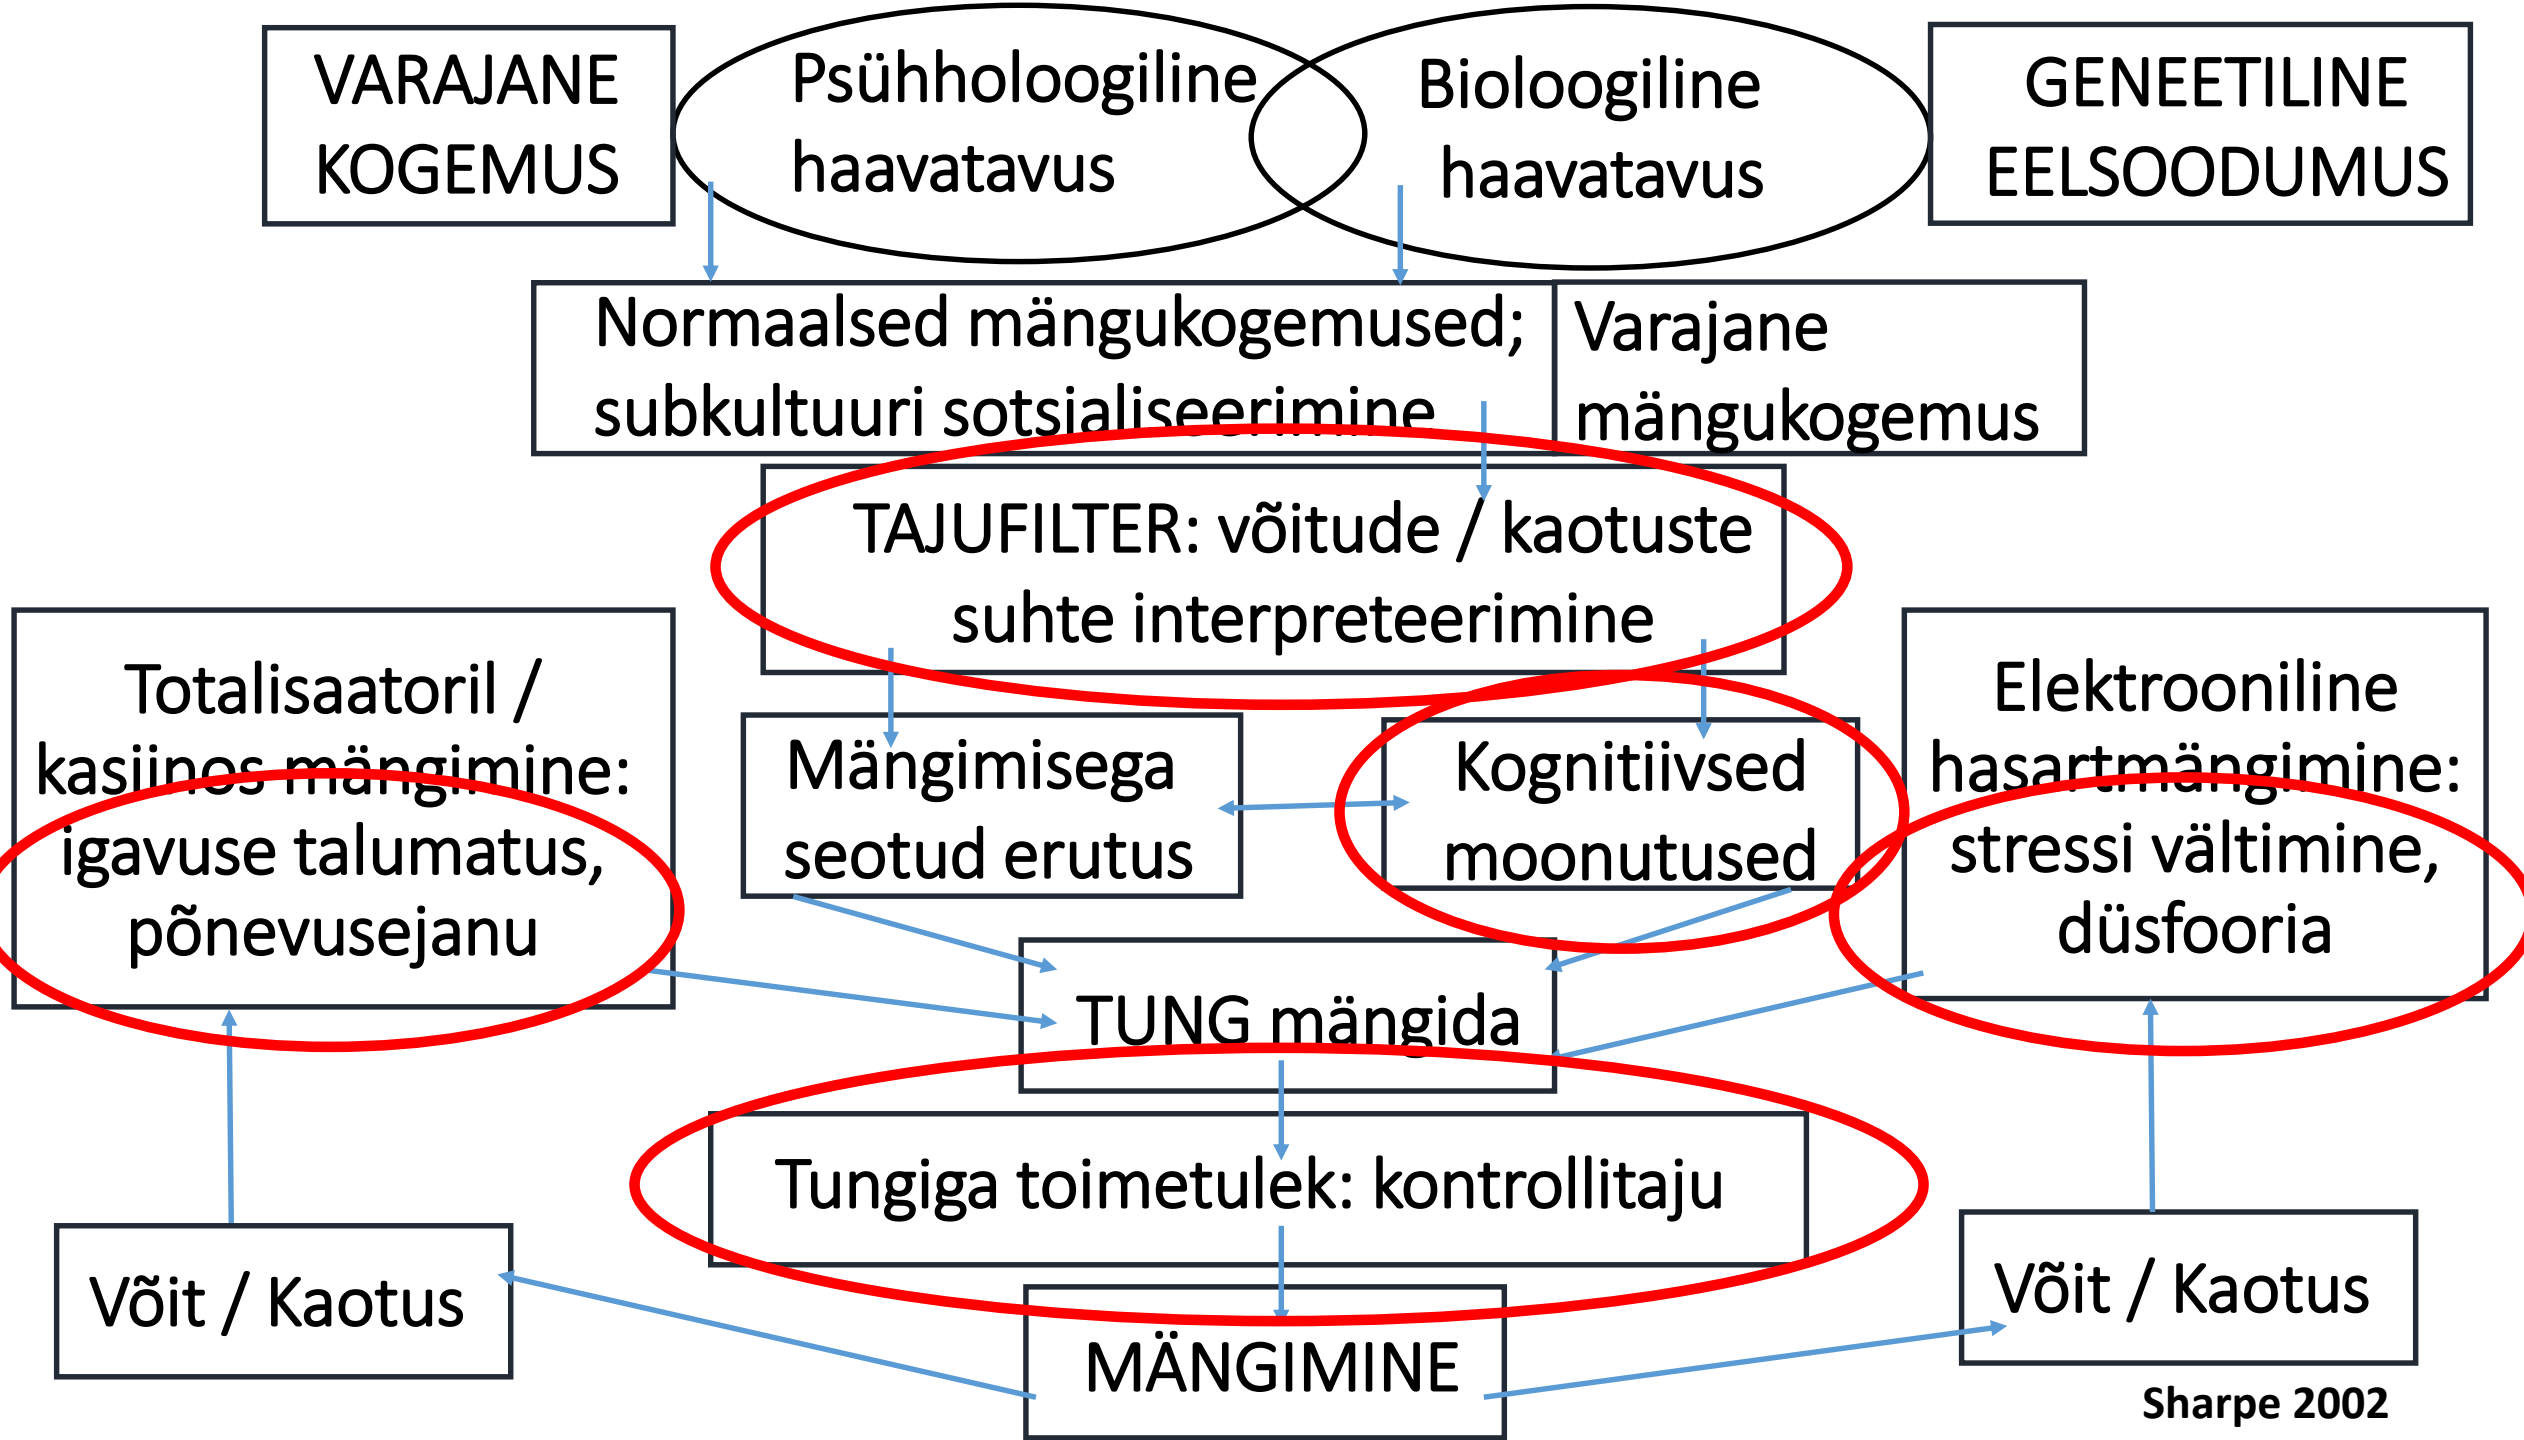 VARAJANE
KOGEMUS
Psühholoogiline
haavatavus
Bioloogiline
haavatavus
GENEETILINE
EELSOODUMUS
Normaalsed mängukogemused;
subkultuuri sotsialiseerimine
Varajane
mängukogemus
TAJUFILTER: võitude / kaotuste
suhte interpreteerimine
Totalisaatoril /
kasiinos mängimine:
igavuse talumatus,
põnevusejanu
Mängimisega
seotud erutus
Kognitiivsed
moonutused
Elektrooniline
hasartmängimine:
stressi vältimine,
düsfooria
TUNG mängida
Tungiga toimetulek: kontrollitaju
Võit / Kaotus
MÄNGIMINE
Võit / Kaotus
Sharpe 2002